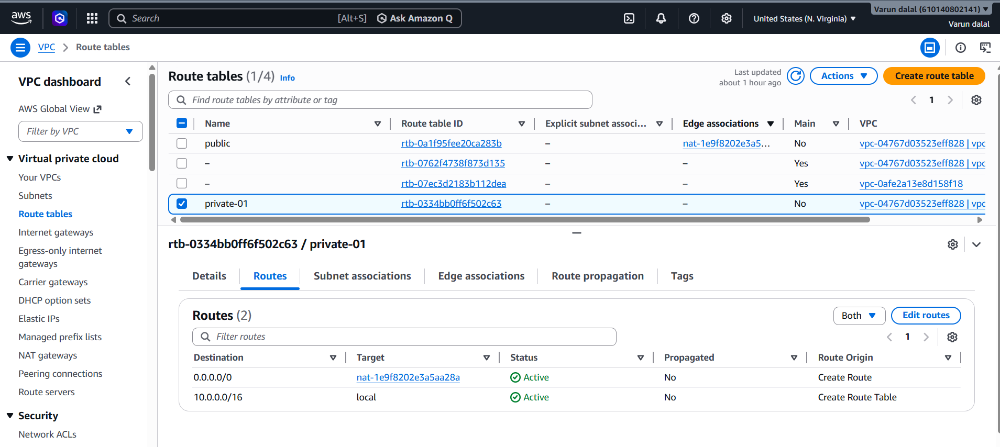 aws
Search [Alt+S] Ask Amazon Q
United States (N. Virginia)
Varun dalal (610140802141)
Varun dalal
VPC > Route tables
VPC dashboard
AWS Global View
Filter by VPC
Virtual private cloud
Your VPCs
Subnets
Route tables
Internet gateways
Egress-only internet
gateways
Carrier gateways
DHCP option sets
Elastic IPs
Managed prefix lists
NAT gateways
Peering connections
Route servers
Security
Network ACLs
Route tables (1/4) Info
Last updated
about 1 hour ago
Actions
Create route table
Find route tables by attribute or tag
1
Name Route table ID Explicit subnet associ... Edge associations Main VPC
public rtb-0a1f95fee20ca283b – nat-1e9f8202e3a5... No vpc-04767d03523eff828 | vpc
– rtb-0762f4738f873d135 – – Yes vpc-04767d03523eff828 | vpc
– rtb-07ec3d2183b112dea – – Yes vpc-0afe2a13e8d158f18
private-01 rtb-0334bb0ff6f502c63 – – No vpc-04767d03523eff828 | vpc
rtb-0334bb0ff6f502c63 / private-01
Details Routes Subnet associations Edge associations Route propagation Tags
Routes (2)
Both
Edit routes
Filter routes
1
Destination Target Status Propagated Route Origin
0.0.0.0/0 nat-1e9f8202e3a5aa28a Active No Create Route
10.0.0.0/16 local Active No Create Route Table